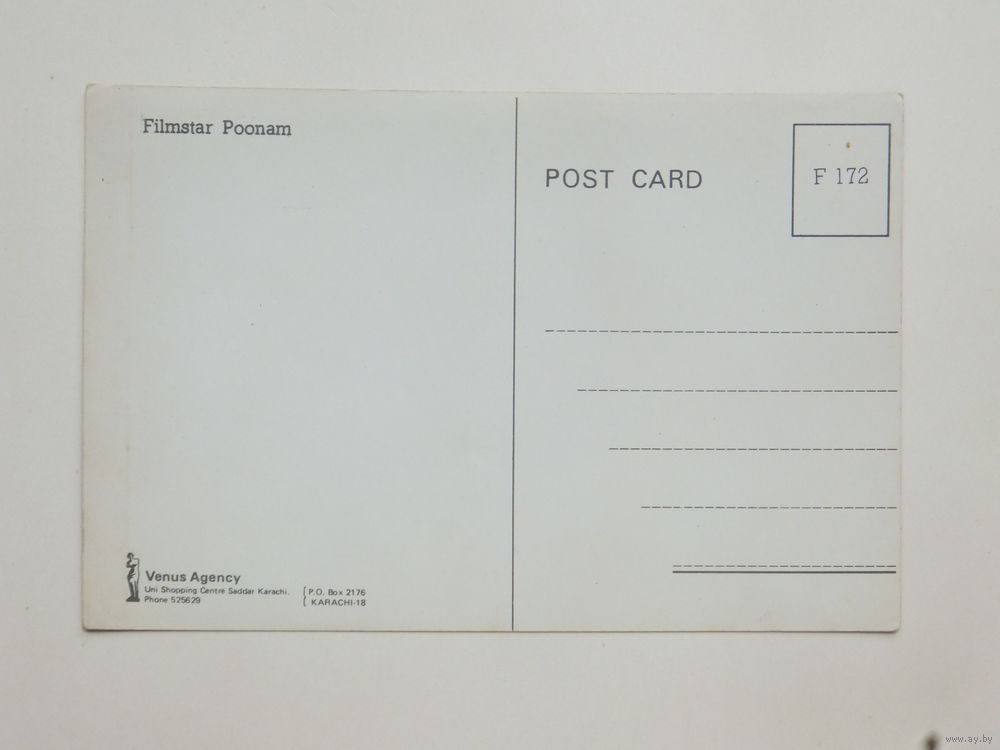 Filmstar Poonam
POST CARD
F 172
Venus Agency
Uni Shopping Centre Saddar Karachi.
Phone 525629
P.O. Box 2176
KARACHI-18
www.ay.by